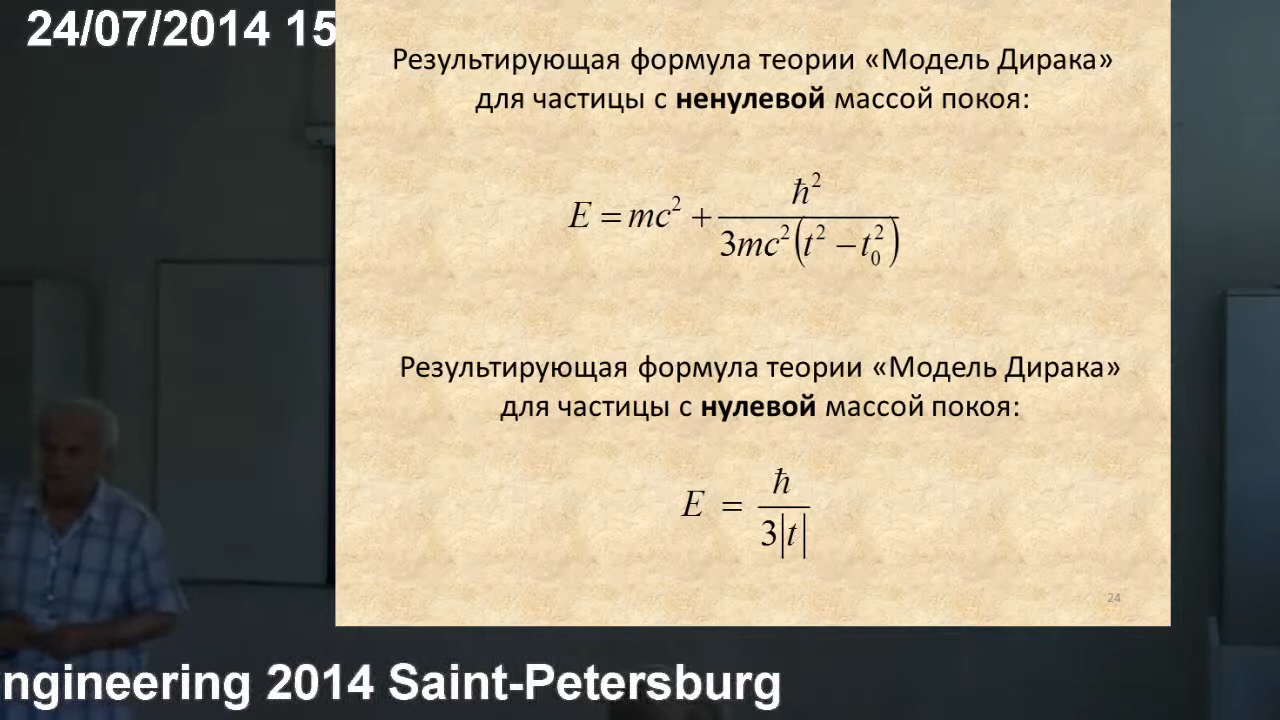 24/07/2014 15
Результирующая формула теории «Модель Дирака»
для частицы с ненулевой массой покоя:
E = mc² + ħ² / 3mc²(t² − t₀²)
Результирующая формула теории «Модель Дирака»
для частицы с нулевой массой покоя:
E = ħ / 3|t|
24
ngineering 2014 Saint-Petersburg